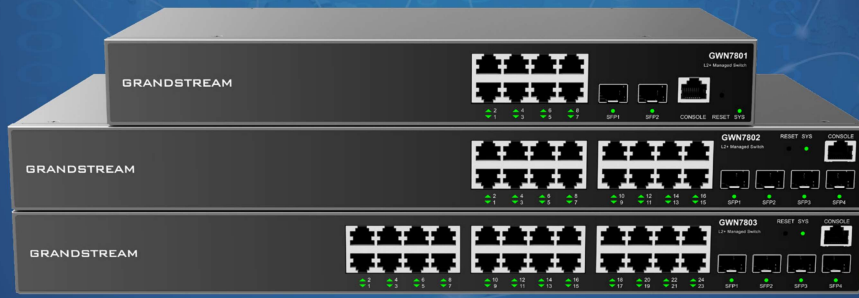 GWN7801
L2+ Managed Switch
GRANDSTREAM
2 4 6 8
1 3 5 7
SFP1 SFP2 CONSOLE RESET SYS
GWN7802 RESET SYS CONSOLE
L2+ Managed Switch
GRANDSTREAM
2 4 6 8 10 12 14 16
1 3 5 7 9 11 13 15
SFP1 SFP2 SFP3 SFP4
GWN7803 RESET SYS CONSOLE
L2+ Managed Switch
GRANDSTREAM
2 4 6 8 10 12 14 16 18 20 22 24
1 3 5 7 9 11 13 15 17 19 21 23
SFP1 SFP2 SFP3 SFP4